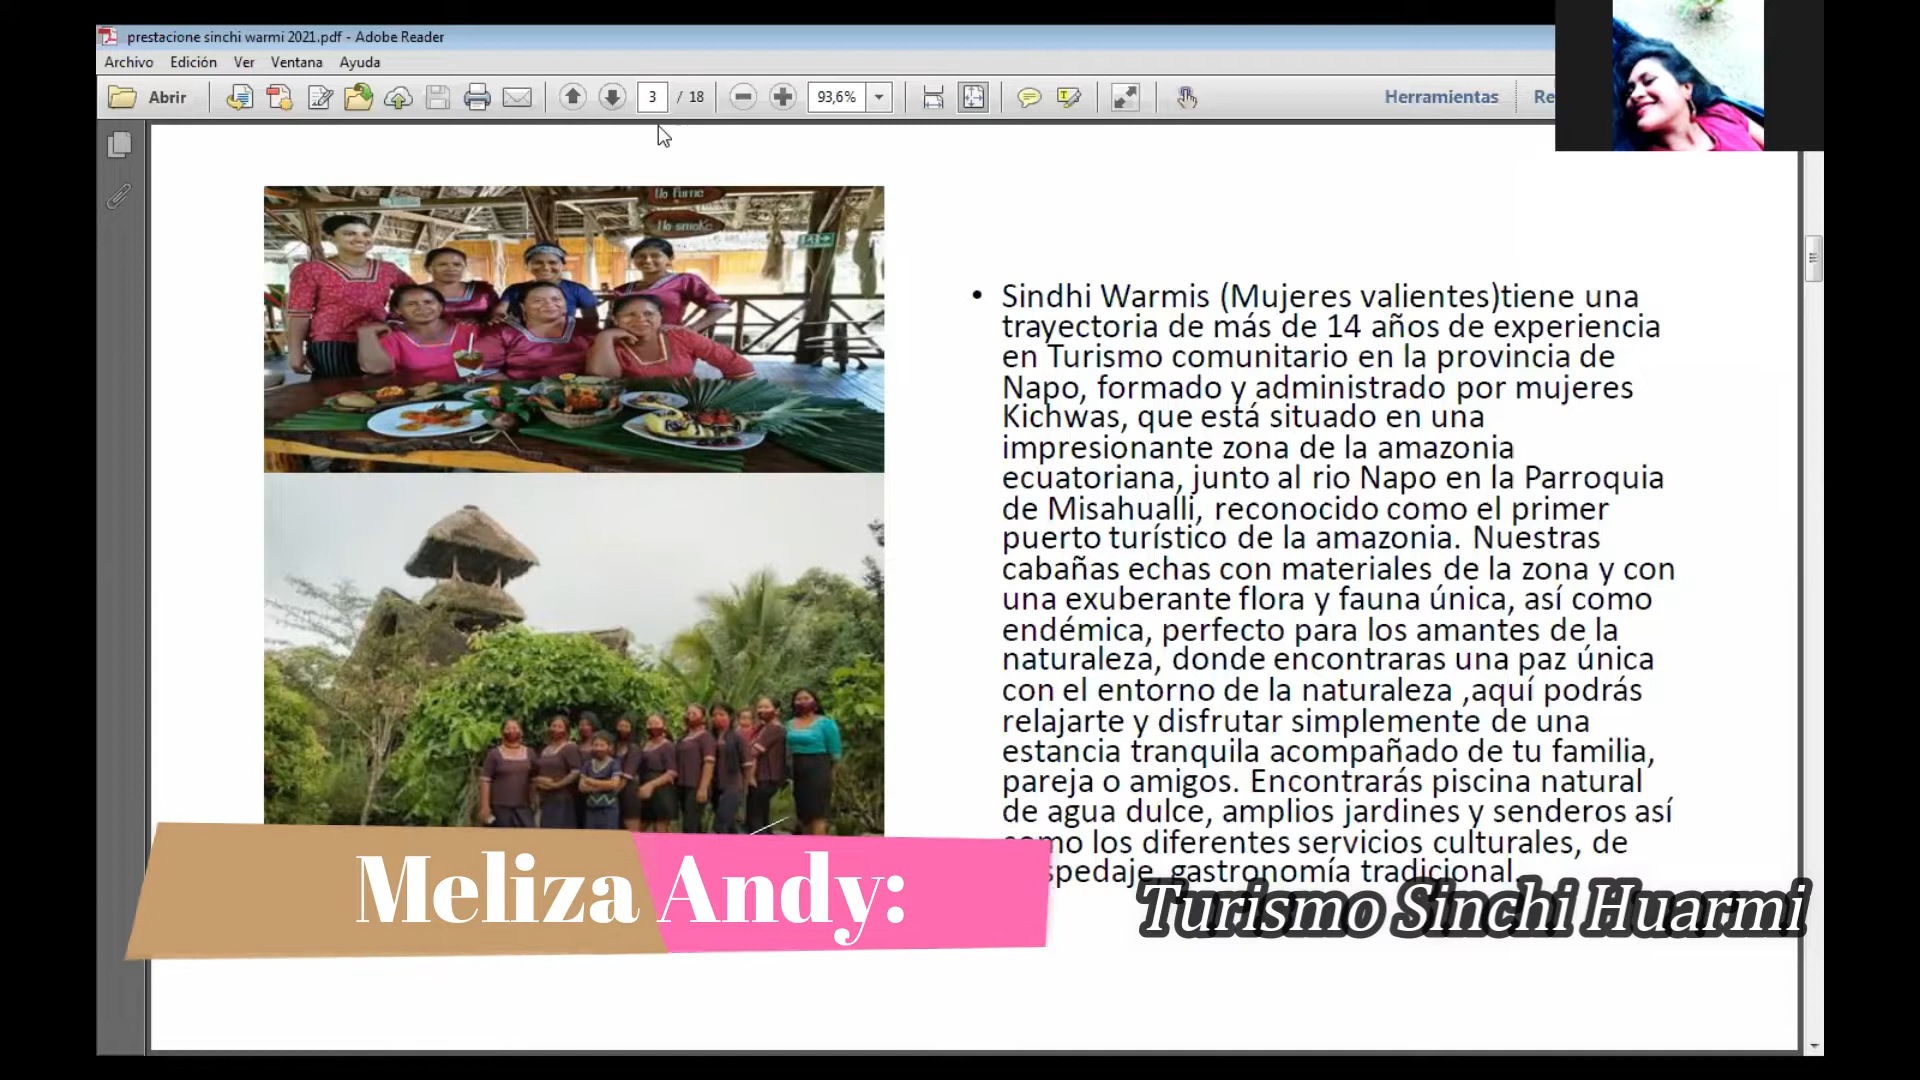 prestacione sinchi warmi 2021.pdf - Adobe Reader
Archivo Edición Ver Ventana Ayuda
Abrir
3 / 18
93,6%
Herramientas
Re
No fume
No smoke
• Sindhi Warmis (Mujeres valientes)tiene una
trayectoria de más de 14 años de experiencia
en Turismo comunitario en la provincia de
Napo, formado y administrado por mujeres
Kichwas, que está situado en una
impresionante zona de la amazonia
ecuatoriana, junto al rio Napo en la Parroquia
de Misahualli, reconocido como el primer
puerto turístico de la amazonia. Nuestras
cabañas echas con materiales de la zona y con
una exuberante flora y fauna única, así como
endémica, perfecto para los amantes de la
naturaleza, donde encontraras una paz única
con el entorno de la naturaleza ,aquí podrás
relajarte y disfrutar simplemente de una
estancia tranquila acompañado de tu familia,
pareja o amigos. Encontrarás piscina natural
de agua dulce, amplios jardines y senderos así
mo los diferentes servicios culturales, de
spedaje, gastronomía tradicional.
Meliza Andy:
Turismo Sinchi Huarmi